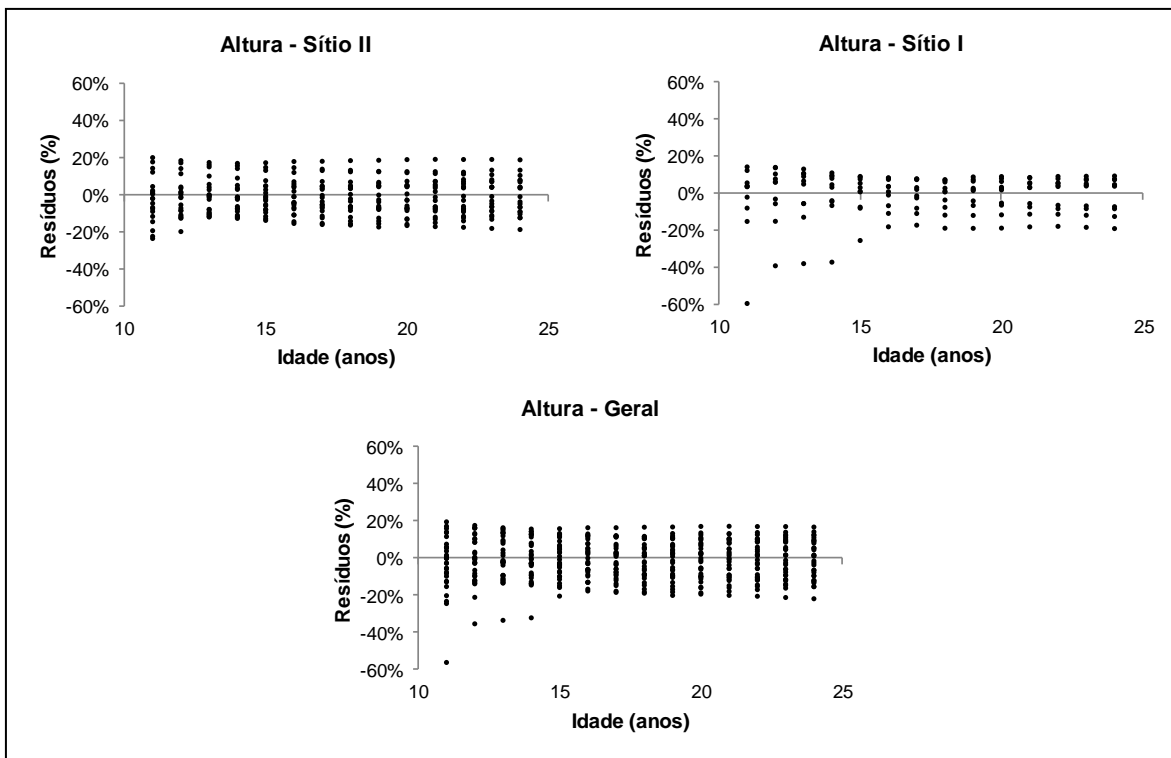 Altura - Sítio II
60%
40%
20%
0%
-20%
-40%
-60%
Resíduos (%)
10 15 20 25
Idade (anos)
Altura - Sítio I
60%
40%
20%
0%
-20%
-40%
-60%
Resíduos (%)
10 15 20 25
Idade (anos)
Altura - Geral
60%
40%
20%
0%
-20%
-40%
-60%
Resíduos (%)
10 15 20 25
Idade (anos)